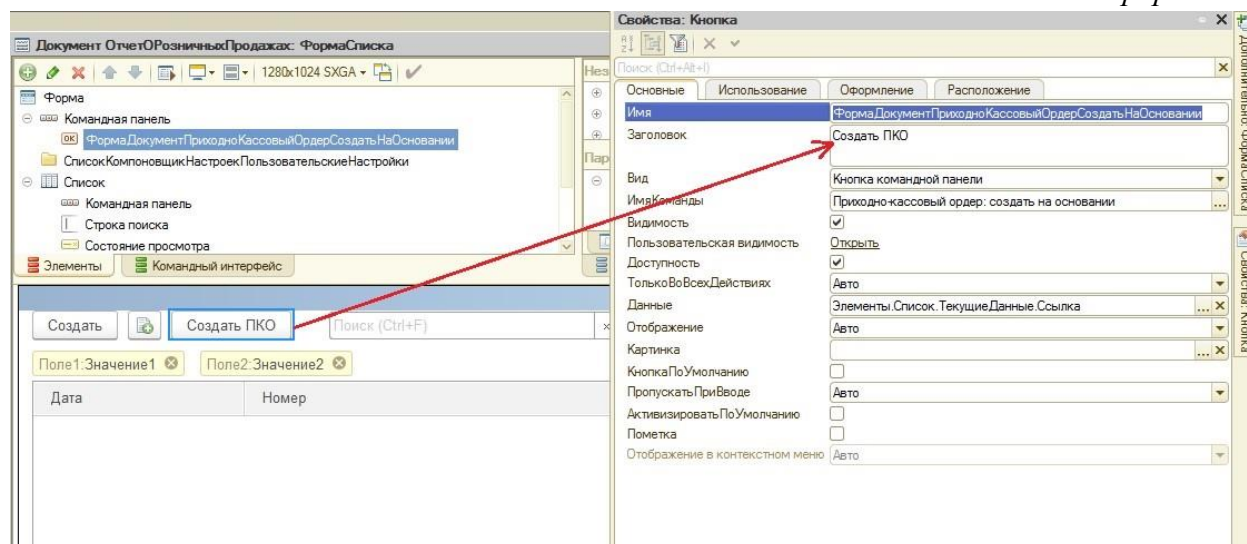 Документ ОтчетОРозничныхПродажах: ФормаСписка
1280x1024 SXGA
Форма
Командная панель
ФормаДокументПриходноКассовыйОрдерСоздатьНаОсновании
СписокКомпоновщикНастроекПользовательскиеНастройки
Список
Командная панель
Строка поиска
Состояние просмотра
Элементы
Командный интерфейс
Создать
Создать ПКО
Поиск (Ctrl+F)
Поле1:Значение1
Поле2:Значение2
Дата
Номер
Свойства: Кнопка
Поиск (Ctrl+Alt+I)
Основные
Использование
Оформление
Расположение
Имя
ФормаДокументПриходноКассовыйОрдерСоздатьНаОсновании
Заголовок
Создать ПКО
Вид
Кнопка командной панели
ИмяКоманды
Приходно-кассовый ордер: создать на основании
Видимость
Пользовательская видимость
Открыть
Доступность
ТолькоВоВсехДействиях
Авто
Данные
Элементы.Список.ТекущиеДанные.Ссылка
Отображение
Авто
Картинка
КнопкаПоУмолчанию
ПропускатьПриВводе
Авто
АктивизироватьПоУмолчанию
Пометка
Отображение в контекстном меню
Авто
Дополнительно: ФормаСписка
Свойства: Кнопка